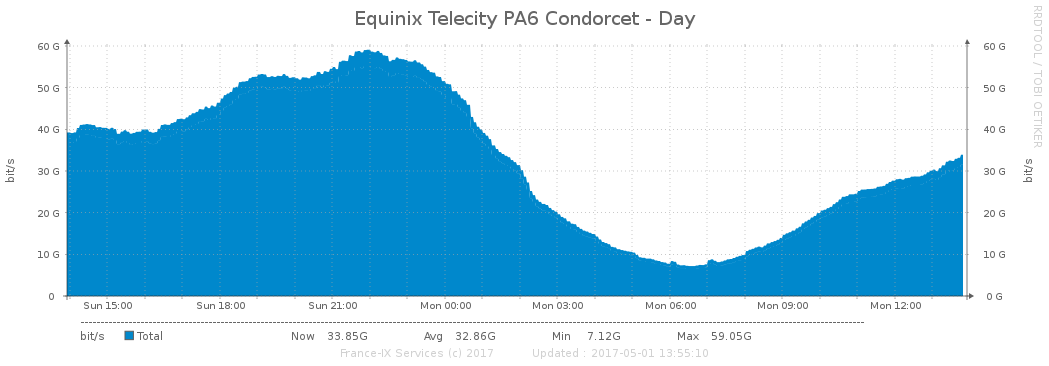 Equinix Telecity PA6 Condorcet - Day
RRDTOOL / TOBI OETIKER
60 G 60 G
50 G 50 G
40 G 40 G
30 G 30 G
20 G 20 G
10 G 10 G
0 0 G
bit/s
bit/s
Sun 15:00 Sun 18:00 Sun 21:00 Mon 00:00 Mon 03:00 Mon 06:00 Mon 09:00 Mon 12:00
bit/s Total Now 33.85G Avg 32.86G Min 7.12G Max 59.05G
France-IX Services (c) 2017 Updated : 2017-05-01 13:55:10